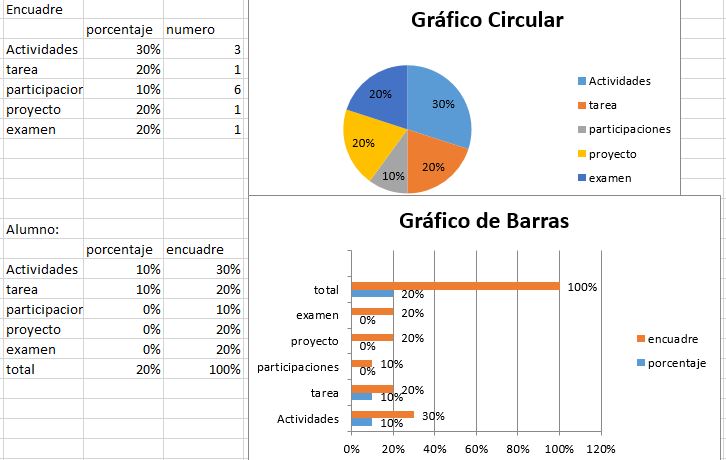 Encuadre
porcentaje numero
Actividades 30% 3
tarea 20% 1
participacion 10% 6
proyecto 20% 1
examen 20% 1
Gráfico Circular
20% 30%
20%
10% 20%
Actividades
tarea
participaciones
proyecto
examen
Alumno:
porcentaje encuadre
Actividades 10% 30%
tarea 10% 20%
participacion 0% 10%
proyecto 0% 20%
examen 0% 20%
total 20% 100%
Gráfico de Barras
total 100%
20%
examen 20%
0%
proyecto 20%
0%
participaciones 10%
0%
tarea 20%
10%
Actividades 30%
10%
0% 20% 40% 60% 80% 100% 120%
encuadre
porcentaje